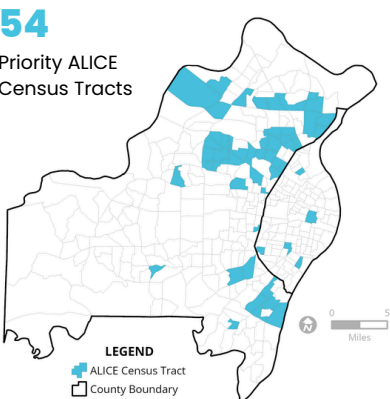 54
Priority ALICE
Census Tracts
N
0 5
Miles
LEGEND
ALICE Census Tract
County Boundary